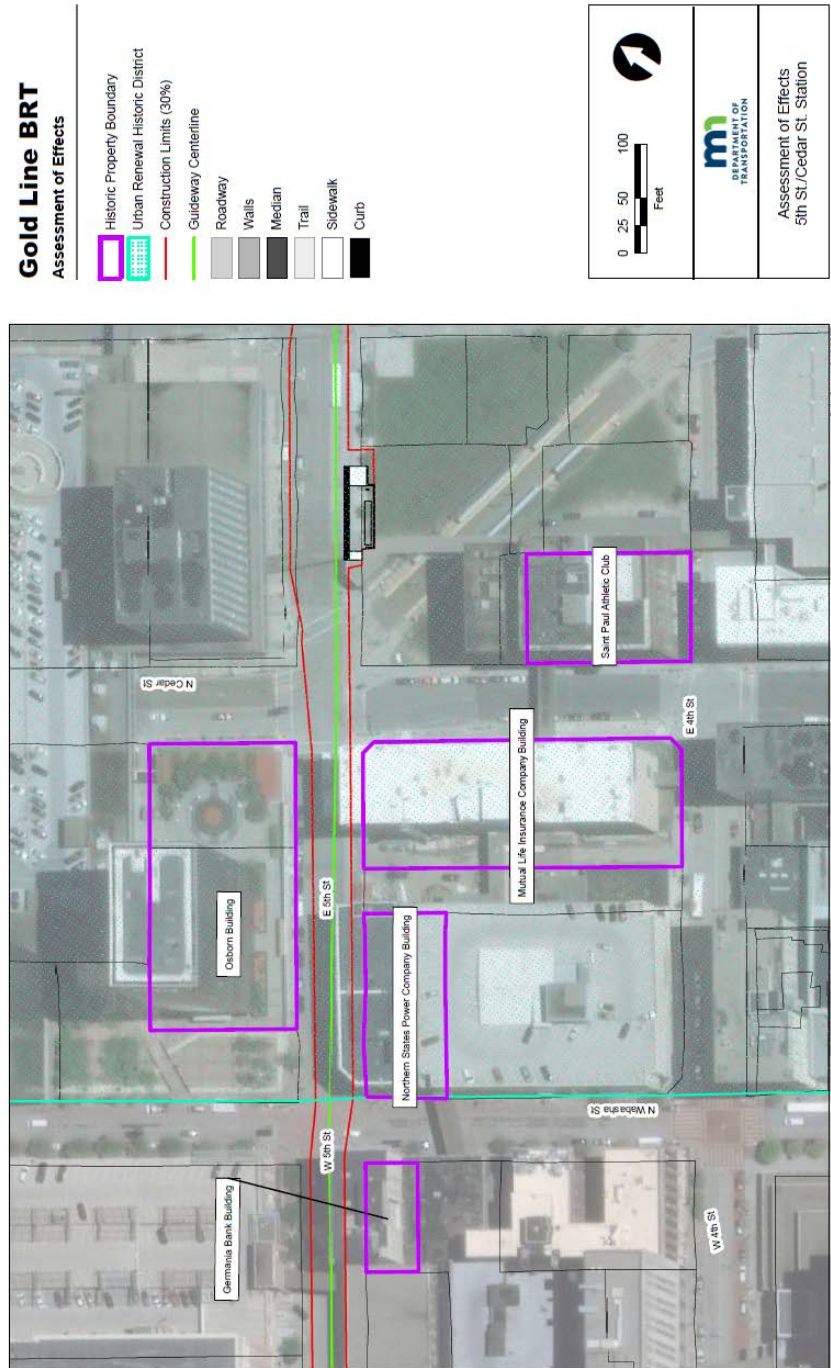 Gold Line BRT
Assessment of Effects
Historic Property Boundary
Urban Renewal Historic District
Construction Limits (30%)
Guideway Centerline
Roadway
Walls
Median
Trail
Sidewalk
Curb
0 25 50 100
Feet
m
DEPARTMENT OF
TRANSPORTATION
Assessment of Effects
5th St./Cedar St. Station
N Cedar St
Osborn Building
E 5th St
Saint Paul Athletic Club
Mutual Life Insurance Company Building
E 4th St
Northern States Power Company Building
N Wabasha St
W 5th St
Germania Bank Building
W 4th St